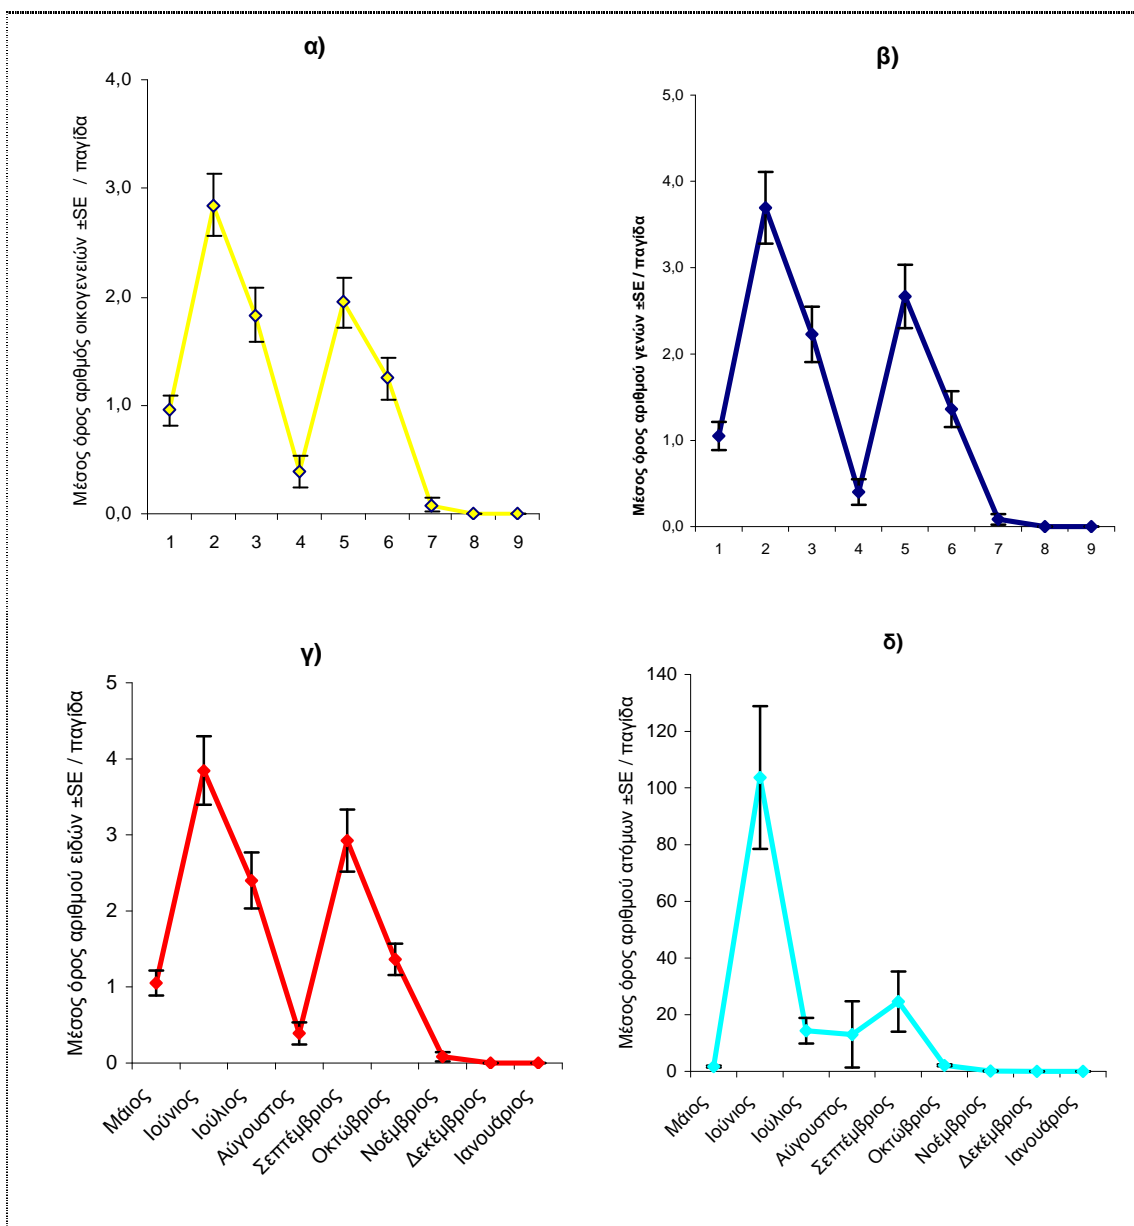 α)
Μέσος όρος αριθμός οικογενειών ±SE / παγίδα
4,0
3,0
2,0
1,0
0,0
1 2 3 4 5 6 7 8 9
β)
Μέσος όρος αριθμού γενών ±SE / παγίδα
5,0
4,0
3,0
2,0
1,0
0,0
1 2 3 4 5 6 7 8 9
γ)
Μέσος όρος αριθμού ειδών ±SE / παγίδα
5
4
3
2
1
0
Μάιος
Ιούνιος
Ιούλιος
Αύγουστος
Σεπτέμβριος
Οκτώβριος
Νοέμβριος
Δεκέμβριος
Ιανουάριος
δ)
Μέσος όρος αριθμού ατόμων ±SE / παγίδα
140
120
100
80
60
40
20
0
Μάιος
Ιούνιος
Ιούλιος
Αύγουστος
Σεπτέμβριος
Οκτώβριος
Νοέμβριος
Δεκέμβριος
Ιανουάριος